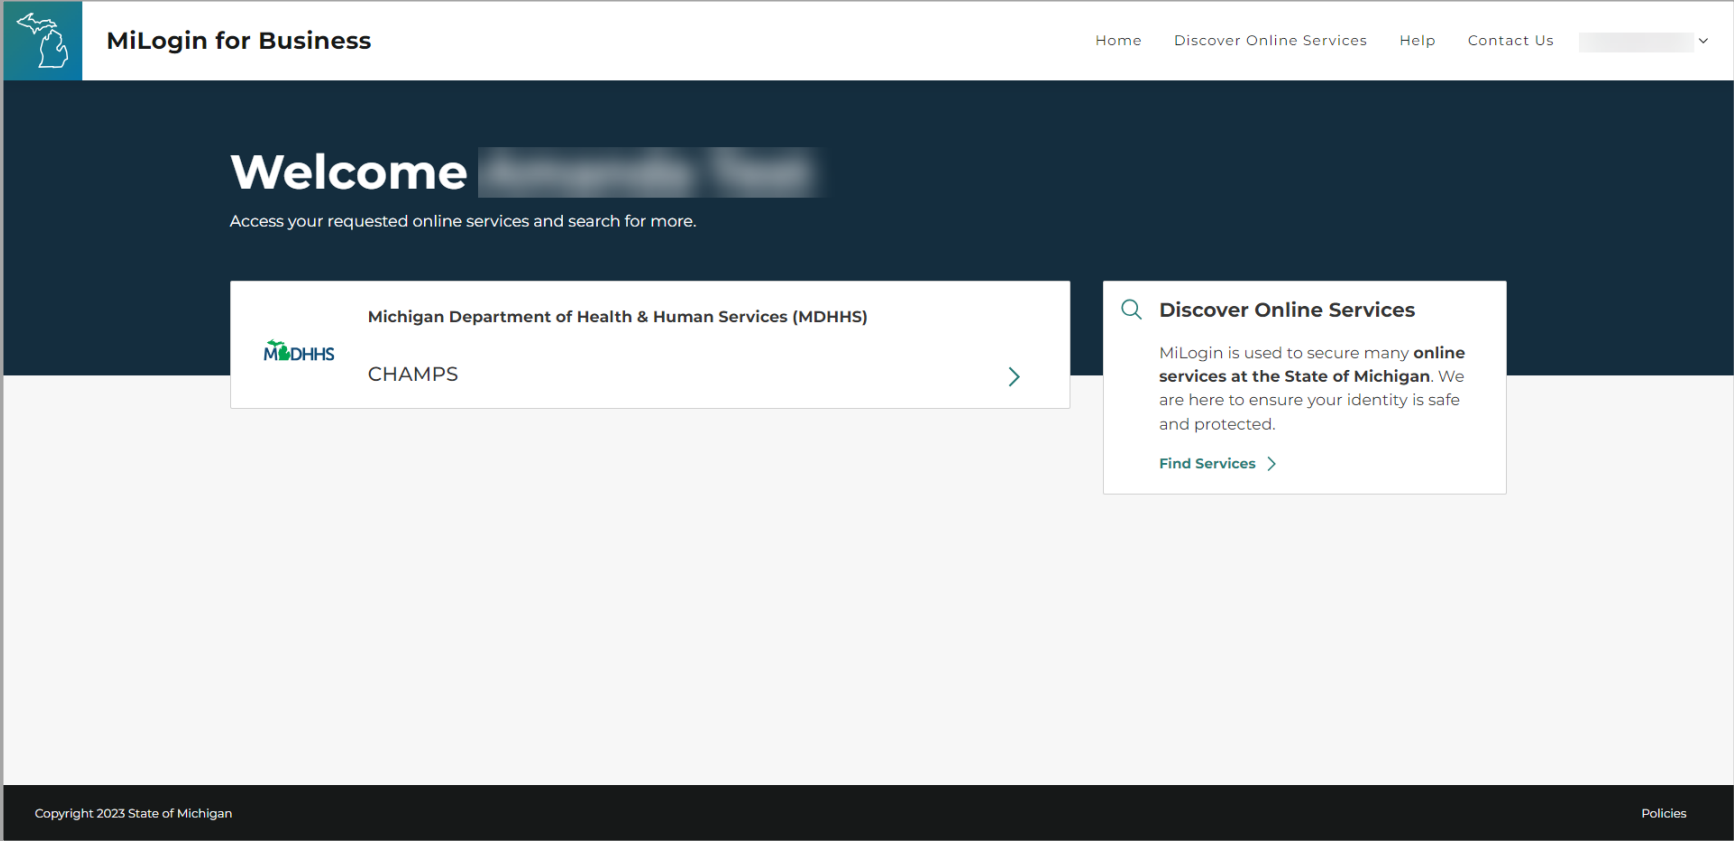 MiLogin for Business
Home
Discover Online Services
Help
Contact Us
Welcome
Access your requested online services and search for more.
Michigan Department of Health & Human Services (MDHHS)
MDHHS
CHAMPS
Discover Online Services
MiLogin is used to secure many online
services at the State of Michigan. We
are here to ensure your identity is safe
and protected.
Find Services
Copyright 2023 State of Michigan
Policies